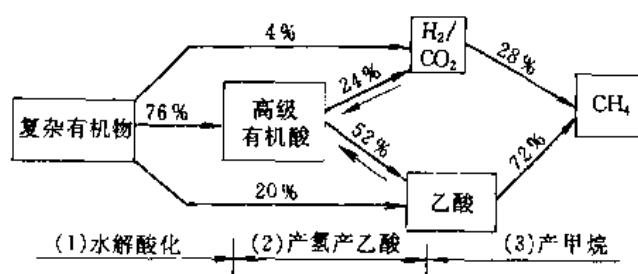 4%
H₂/
CO₂
28%
24%
复杂有机物
76%
高级
有机酸
CH₄
52%
72%
20%
乙酸
(1)水解酸化
(2)产氢产乙酸
(3)产甲烷